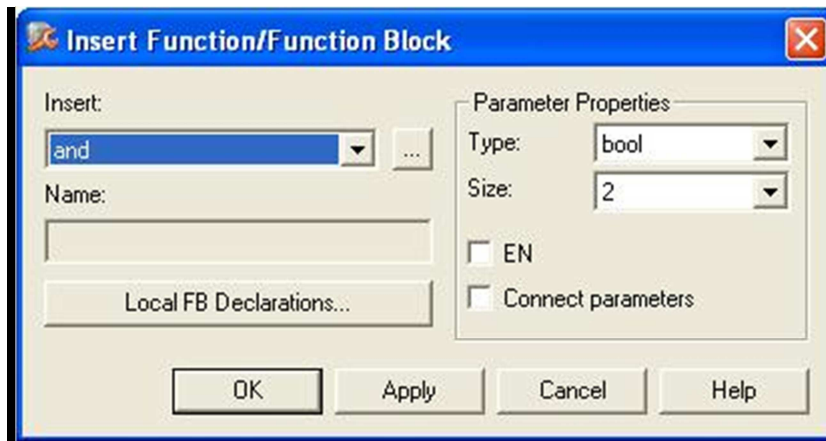 Insert Function/Function Block
Insert:
and
...
Name:
Local FB Declarations...
Parameter Properties
Type:
bool
Size:
2
EN
Connect parameters
OK
Apply
Cancel
Help